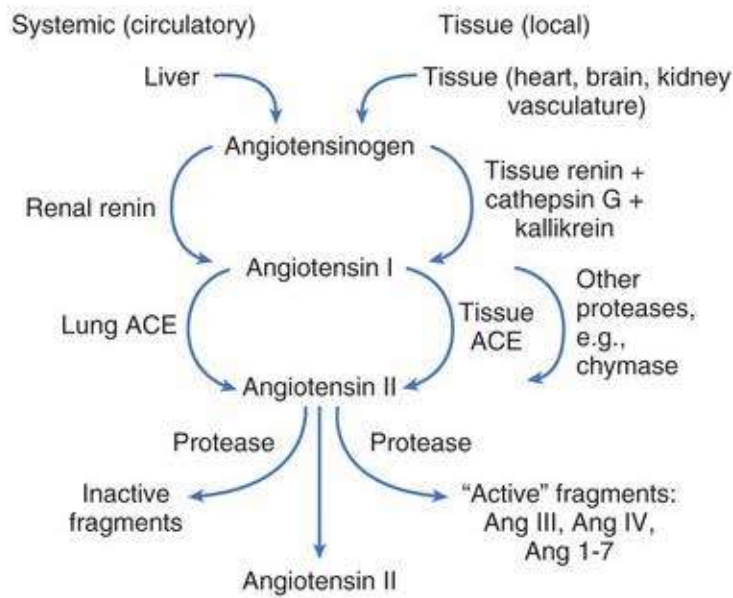 Systemic (circulatory)
Tissue (local)
Liver
Tissue (heart, brain, kidney
vasculature)
Angiotensinogen
Renal renin
Tissue renin +
cathepsin G +
kallikrein
Angiotensin I
Lung ACE
Tissue
ACE
Other
proteases,
e.g.,
chymase
Angiotensin II
Protease
Protease
Inactive
fragments
"Active" fragments:
Ang III, Ang IV,
Ang 1-7
Angiotensin II